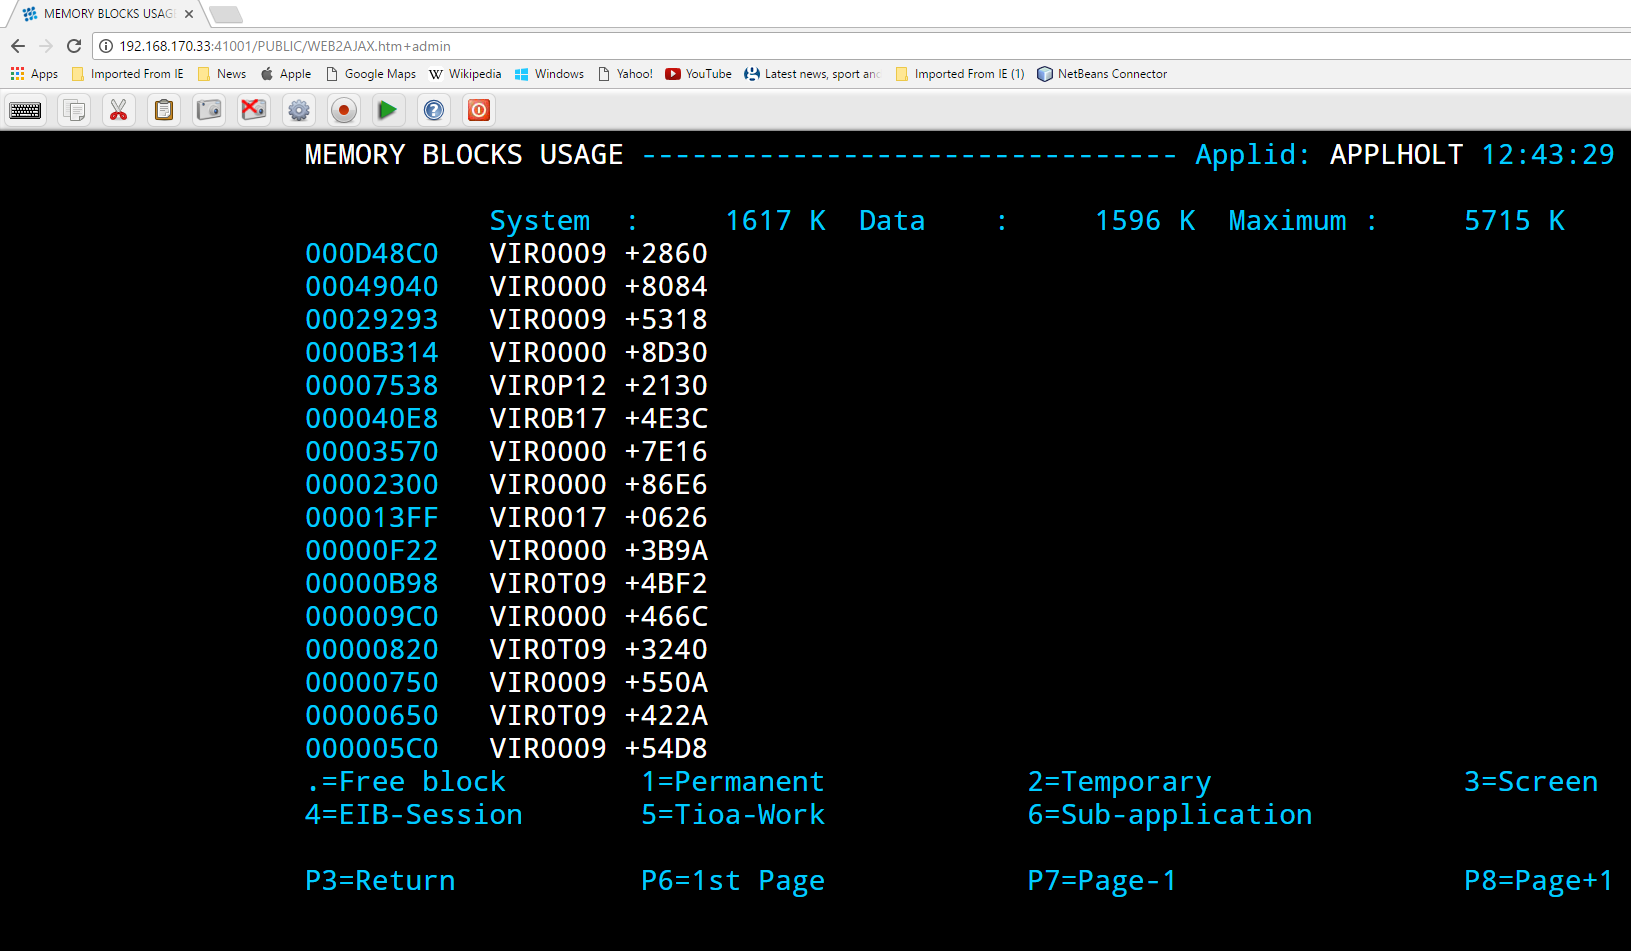 MEMORY BLOCKS USAG
192.168.170.33:41001/PUBLIC/WEB2AJAX.htm+admin
Apps Imported From IE News Apple Google Maps Wikipedia Windows Yahoo! YouTube Latest news, sport and Imported From IE (1) NetBeans Connector
MEMORY BLOCKS USAGE -------------------------------- Applid: APPLHOLT 12:43:29
System : 1617 K Data : 1596 K Maximum : 5715 K
000D48C0 VIR0009 +2860
00049040 VIR0000 +8084
00029293 VIR0009 +5318
0000B314 VIR0000 +8D30
00007538 VIR0P12 +2130
000040E8 VIR0B17 +4E3C
00003570 VIR0000 +7E16
00002300 VIR0000 +86E6
000013FF VIR0017 +0626
00000F22 VIR0000 +3B9A
00000B98 VIR0T09 +4BF2
000009C0 VIR0000 +466C
00000820 VIR0T09 +3240
00000750 VIR0009 +550A
00000650 VIR0T09 +422A
000005C0 VIR0009 +54D8
.=Free block 1=Permanent 2=Temporary 3=Screen
4=EIB-Session 5=Tioa-Work 6=Sub-application
P3=Return P6=1st Page P7=Page-1 P8=Page+1